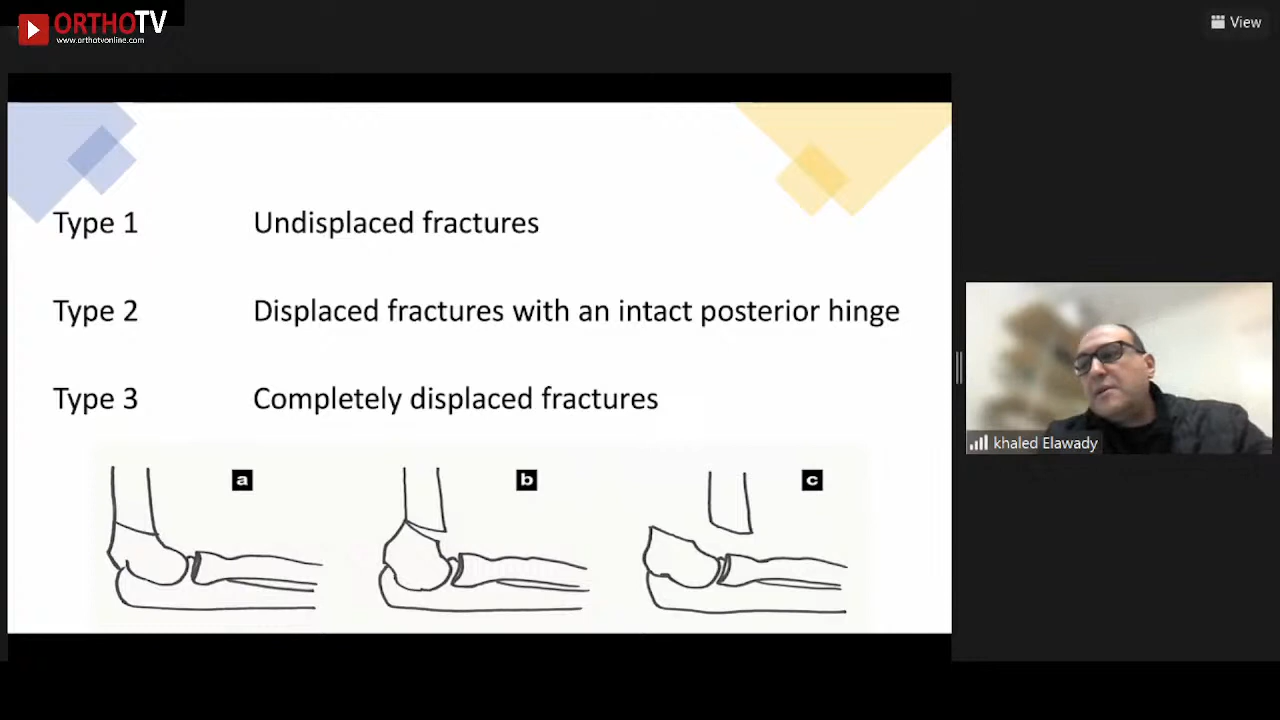 ORTHOTV
www.orthotvonline.com
View
Type 1 Undisplaced fractures
Type 2 Displaced fractures with an intact posterior hinge
Type 3 Completely displaced fractures
a b c
khaled Elawady